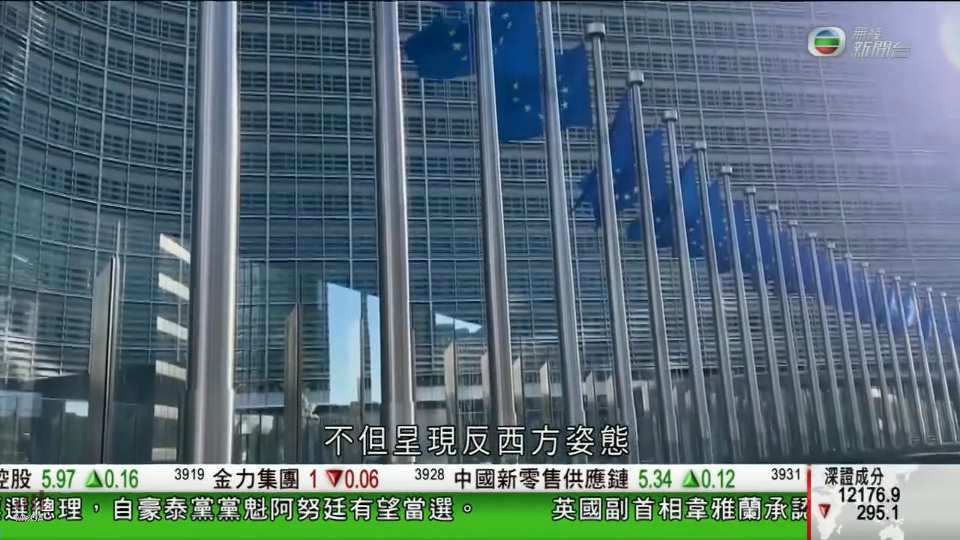 無綫
新聞台
不但呈現反西方姿態
控股 5.97 ▲0.16 3919 金力集團 1 ▼0.06 3928 中國新零售供應鏈 5.34 ▲0.12 3931
選總理，自豪泰黨黨魁阿努廷有望當選。 英國副首相韋雅蘭承認
深證成分
12176.9
▼ 295.1